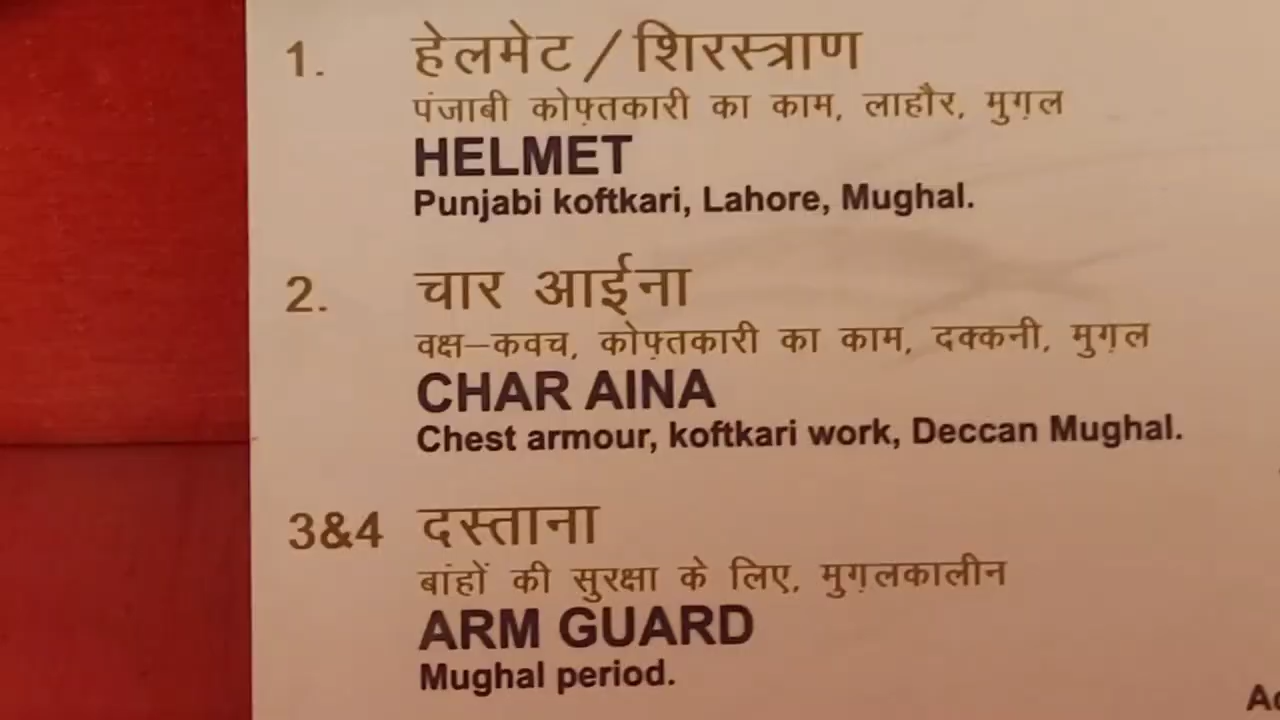 1. हेलमेट / शिरस्त्राण
पंजाबी कोफ़्तकारी का काम, लाहौर, मुग़ल
HELMET
Punjabi koftkari, Lahore, Mughal.
2. चार आईना
वक्ष–कवच, कोफ़्तकारी का काम, दक्कनी, मुग़ल
CHAR AINA
Chest armour, koftkari work, Deccan Mughal.
3&4 दस्ताना
बांहों की सुरक्षा के लिए, मुग़लकालीन
ARM GUARD
Mughal period.